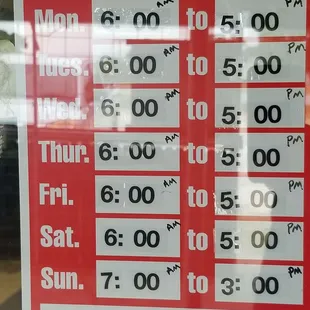 Mon. 6:00 AM to 5:00 PM
Tues. 6:00 AM to 5:00 PM
Wed. 6:00 AM to 5:00 PM
Thur. 6:00 AM to 5:00 PM
Fri. 6:00 AM to 5:00 PM
Sat. 6:00 AM to 5:00 PM
Sun. 7:00 AM to 3:00 PM